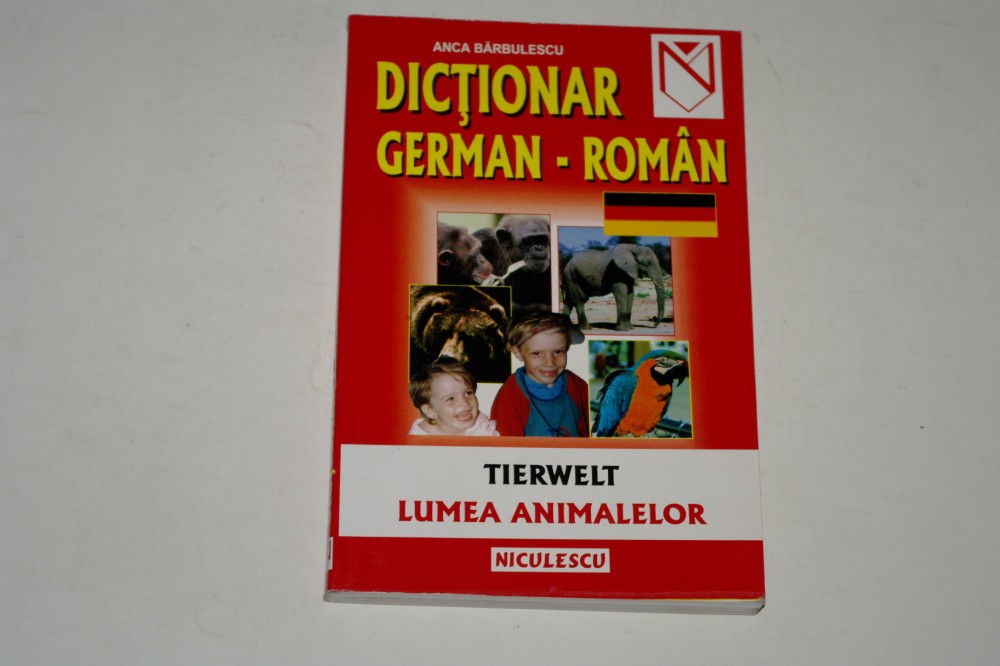 ANCA BĂRBULESCU
DICŢIONAR
GERMAN - ROMÂN
TIERWELT
LUMEA ANIMALELOR
NICULESCU